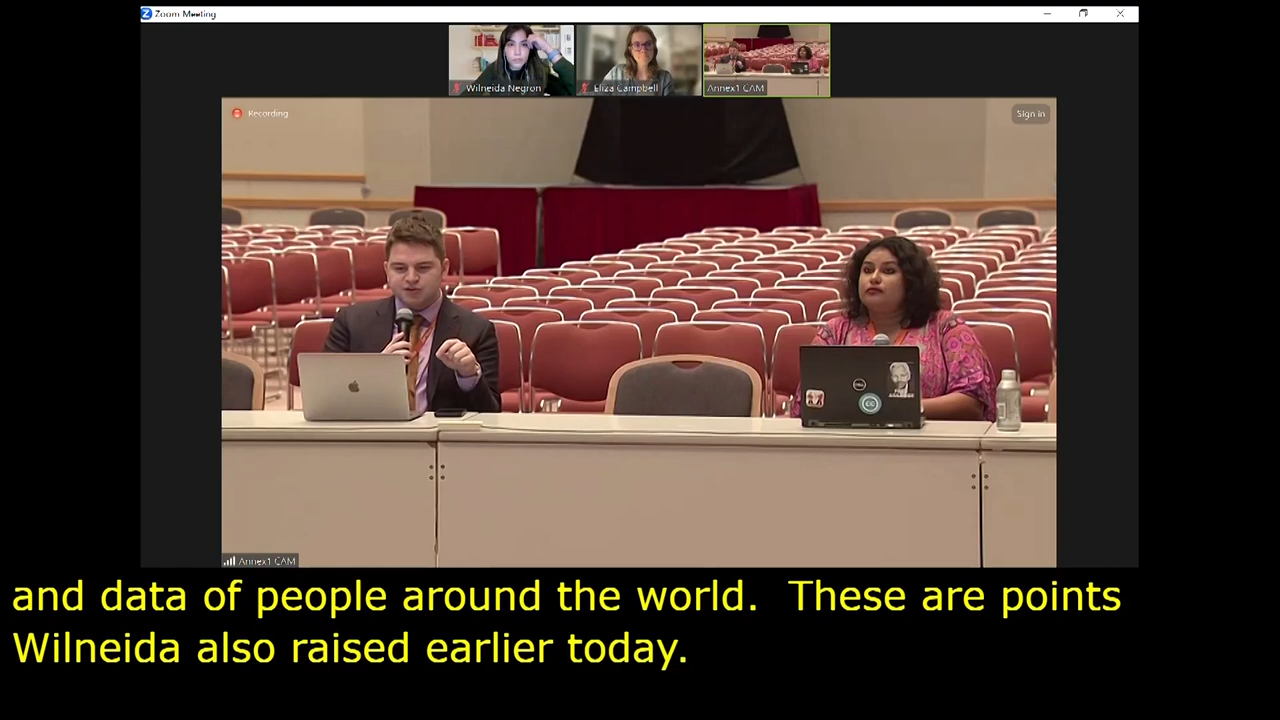 Zoom Meeting
Wilneida Negron
Eliza Campbell
Annex1 CAM
Recording
Sign in
Annex1 CAM
and data of people around the world.  These are points
Wilneida also raised earlier today.